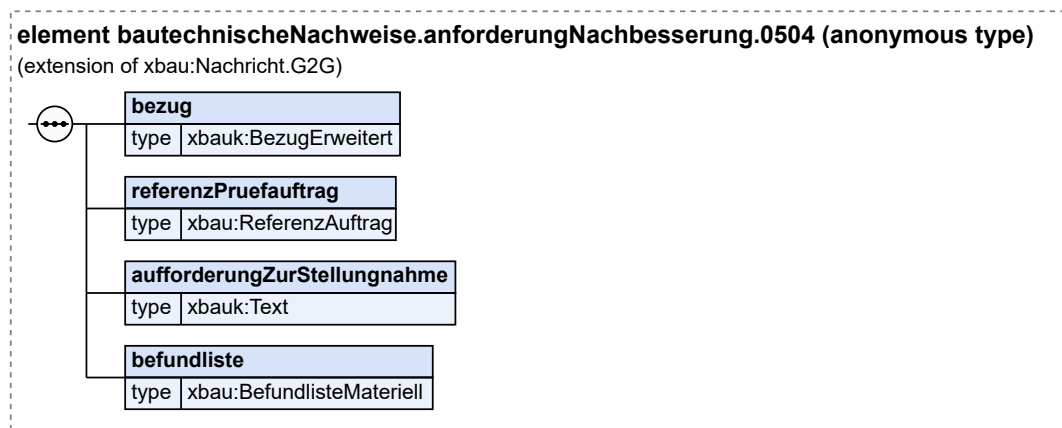 element bautechnischeNachweise.anforderungNachbesserung.0504 (anonymous type)
(extension of xbau:Nachricht.G2G)
bezug
type xbauk:BezugErweitert
referenzPruefauftrag
type xbau:ReferenzAuftrag
aufforderungZurStellungnahme
type xbauk:Text
befundliste
type xbau:BefundlisteMateriell